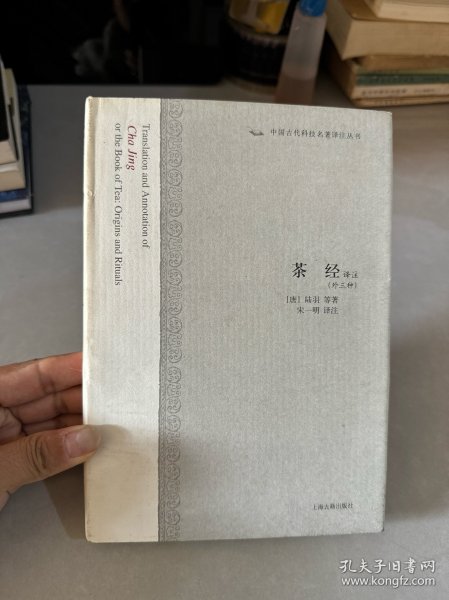 中国古代科技名著译注丛书
Translation and Annotation of
Cha Jing
or the Book of Tea: Origins and Rituals
茶 经 译注
(外三种)
[唐] 陆羽 等著
宋一明 译注
上海古籍出版社
孔夫子旧书网
www.kongfz.com